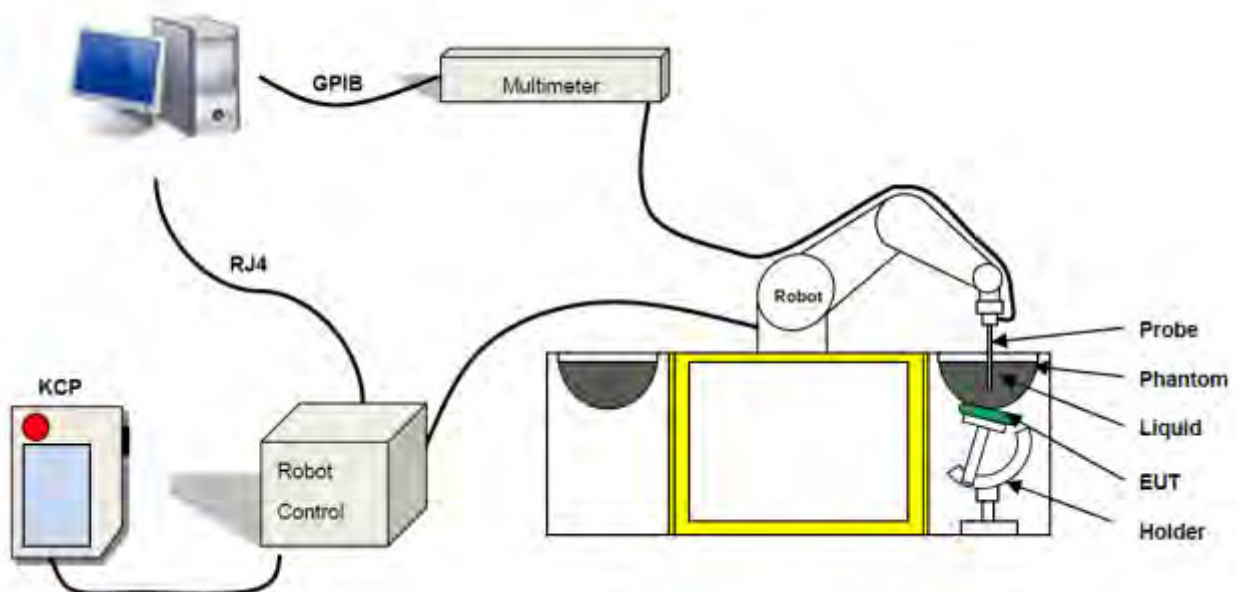 GPIB
Multimeter
RJ4
Robot
Probe
Phantom
KCP
Liquid
Robot
Control
EUT
Holder